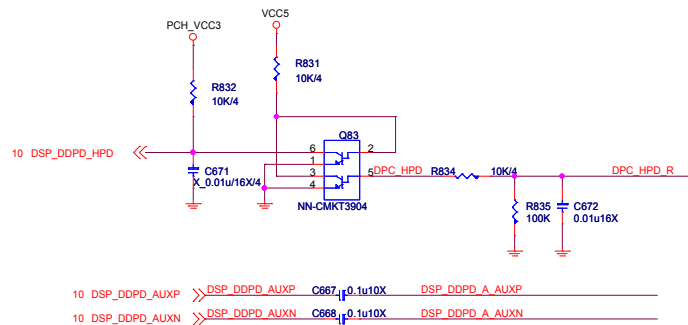 PCH_VCC3
VCC5
R832
10K/4
R831
10K/4
Q83
10 DSP_DDPD_HPD
6
2
1
C671
X_0.01u/16X/4
3
5
DPC_HPD
R834
10K/4
DPC_HPD_R
4
NN-CMKT3904
R835
100K
C672
0.01u16X
10 DSP_DDPD_AUXP
DSP_DDPD_AUXP
C667
0.1u10X
DSP_DDPD_A_AUXP
10 DSP_DDPD_AUXN
DSP_DDPD_AUXN
C668
0.1u10X
DSP_DDPD_A_AUXN